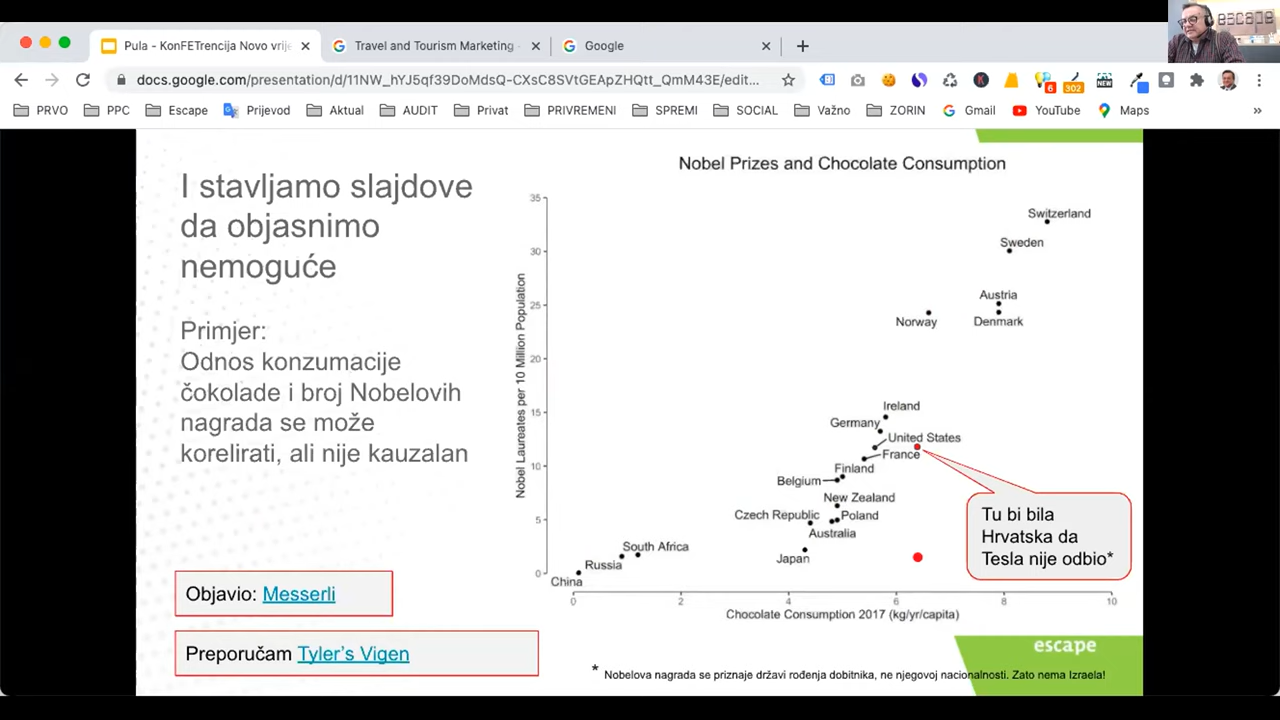 escape
Pula - KonFETrencija Novo vrije
Travel and Tourism Marketing
Google
docs.google.com/presentation/d/11NW_hYJ5qf39DoMdsQ-CXsC8SVtGEApZHQtt_QmM43E/edit...
6
302
NEW
PRVO
PPC
Escape
Prijevod
Aktual
AUDIT
Privat
PRIVREMENI
SPREMI
SOCIAL
Važno
ZORIN
Gmail
YouTube
Maps
»
I stavljamo slajdove
da objasnimo
nemoguće
Primjer:
Odnos konzumacije
čokolade i broj Nobelovih
nagrada se može
korelirati, ali nije kauzalan
Objavio: Messerli
Preporučam Tyler's Vigen
Nobel Prizes and Chocolate Consumption
Nobel Laureates per 10 Million Population
35
30
25
20
15
10
5
0
Switzerland
Sweden
Austria
Norway
Denmark
Ireland
Germany
United States
France
Finland
Belgium
New Zealand
Czech Republic
Poland
Australia
South Africa
Japan
Russia
China
0
2
4
6
8
10
Chocolate Consumption 2017 (kg/yr/capita)
Tu bi bila
Hrvatska da
Tesla nije odbio*
escape
* Nobelova nagrada se priznaje državi rođenja dobitnika, ne njegovoj nacionalnosti. Zato nema Izraela!